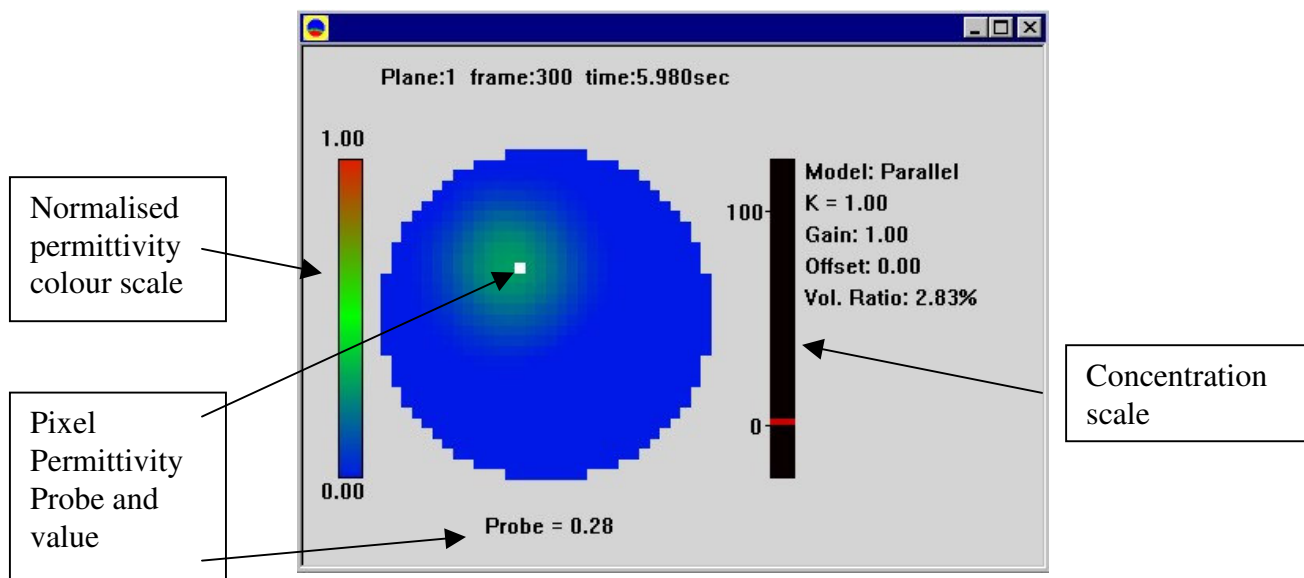 Plane:1 frame:300 time:5.980sec
1.00
0.00
Normalised
permittivity
colour scale
Pixel
Permittivity
Probe and
value
Probe = 0.28
100
0
Model: Parallel
K = 1.00
Gain: 1.00
Offset: 0.00
Vol. Ratio: 2.83%
Concentration
scale